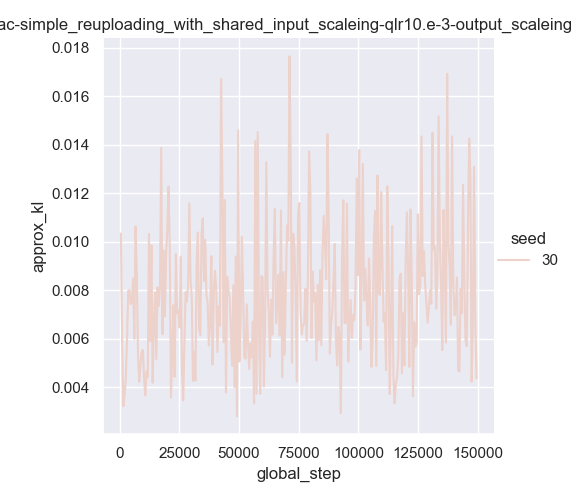 ac-simple_reuploading_with_shared_input_scaleing-qlr10.e-3-output_scaleing
0.018
0.016
0.014
0.012
0.010
0.008
0.006
0.004
approx_kl
0 25000 50000 75000 100000 125000 150000
global_step
seed
30